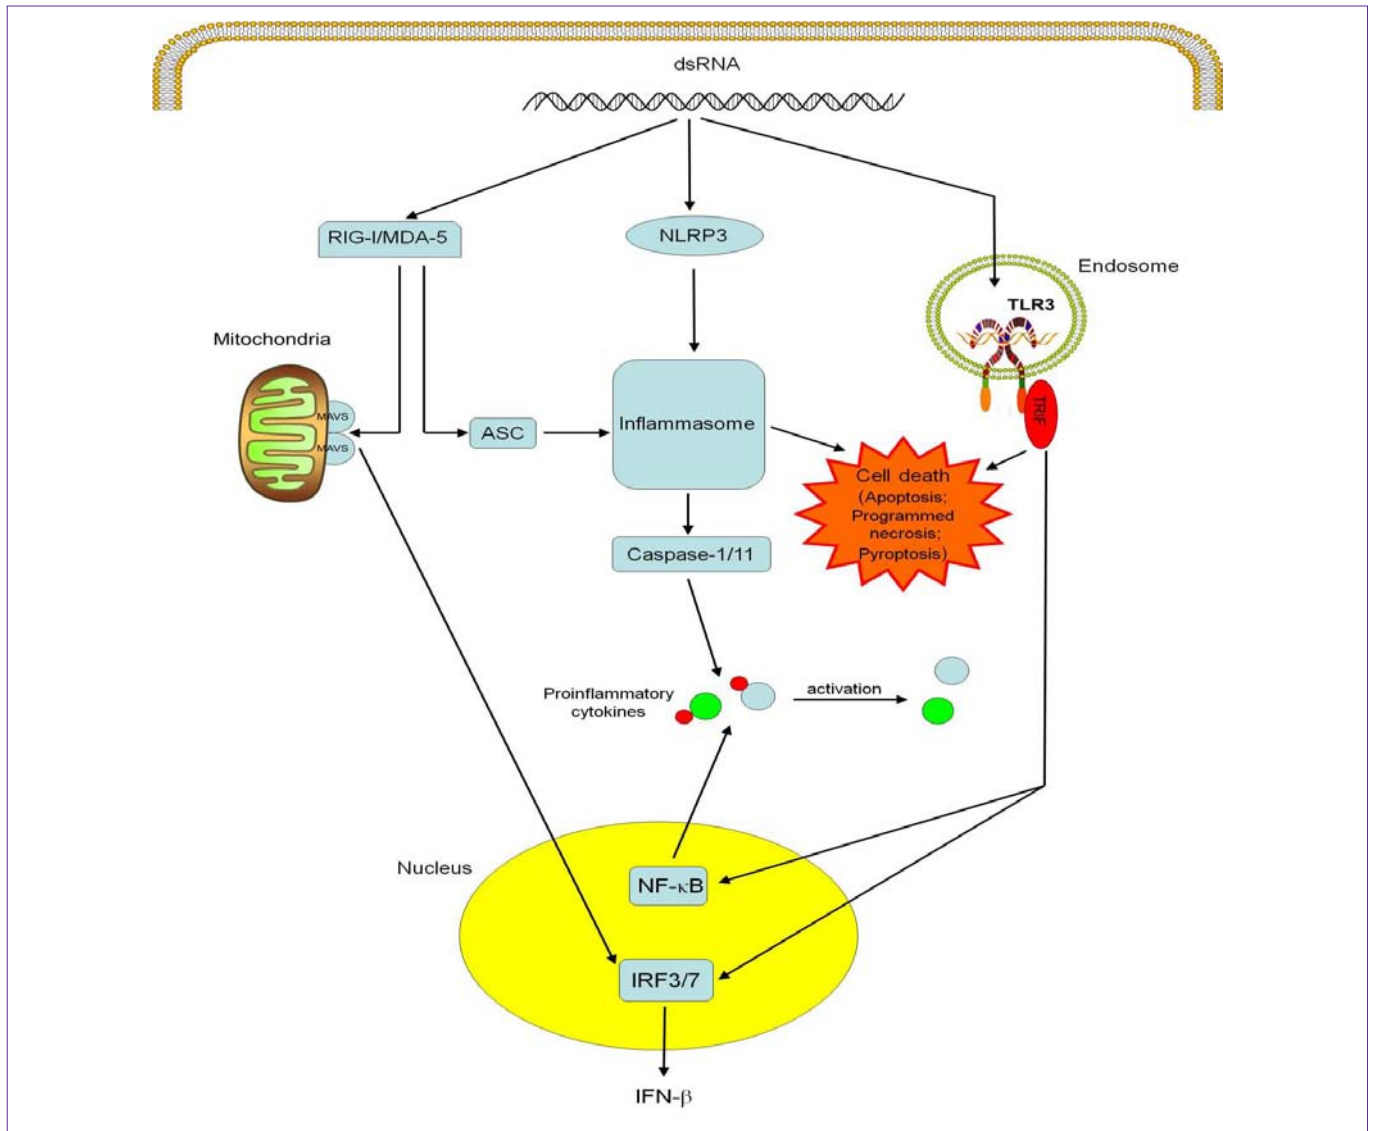 dsRNA
RIG-I/MDA-5
NLRP3
Endosome
TLR3
Mitochondria
MAVS
MAVS
ASC
Inflammasome
TRIF
Cell death
(Apoptosis;
Programmed
necrosis;
Pyroptosis)
Caspase-1/11
Proinflammatory
cytokines
activation
Nucleus
NF-κB
IRF3/7
IFN-β